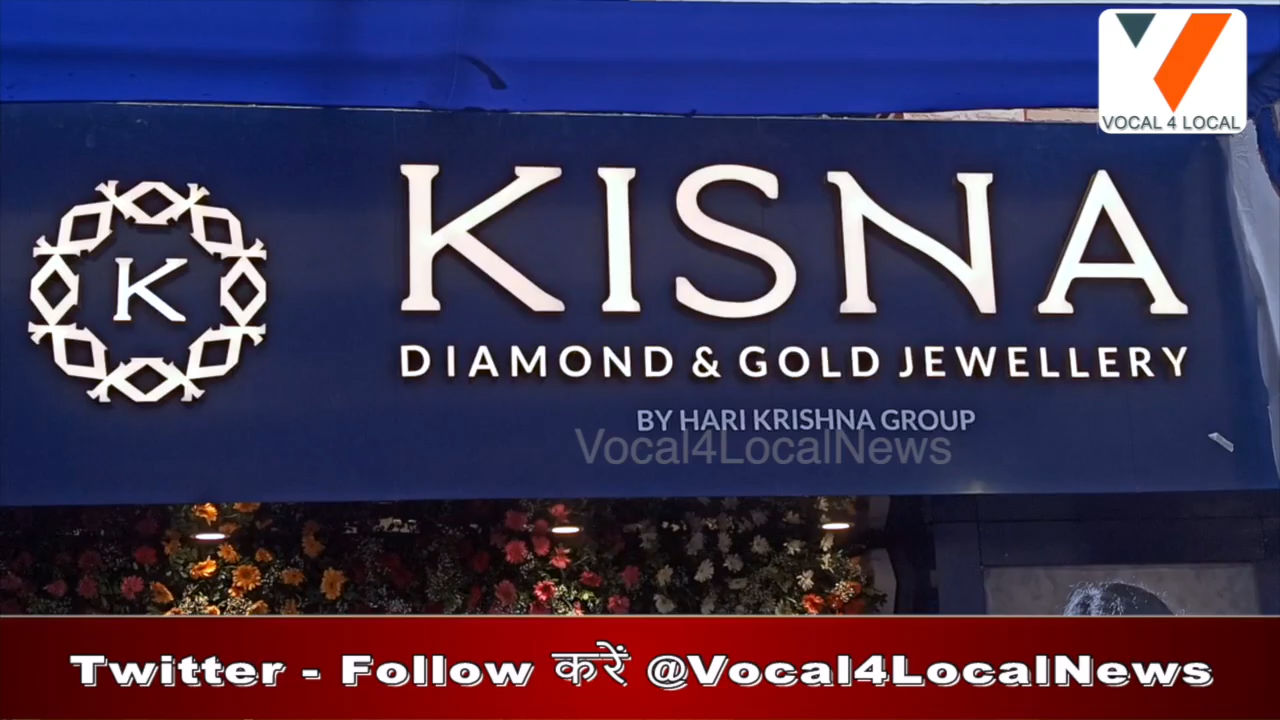 VOCAL 4 LOCAL
K
KISNA
DIAMOND & GOLD JEWELLERY
BY HARI KRISHNA GROUP
Vocal4LocalNews
Twitter - Follow करें @Vocal4LocalNews